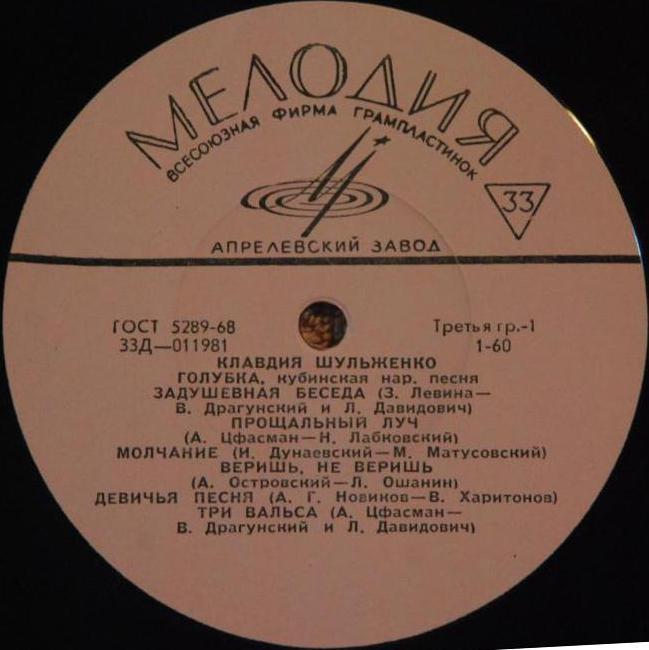 МЕЛОДИЯ
ВСЕСОЮЗНАЯ ФИРМА ГРАМПЛАСТИНОК
33
АПРЕЛЕВСКИЙ ЗАВОД
ГОСТ 5289-68 Третья гр.-1
33Д—011981 1-60
КЛАВДИЯ ШУЛЬЖЕНКО
ГОЛУБКА, кубинская нар. песня
ЗАДУШЕВНАЯ БЕСЕДА (З. Левина—
В. Драгунский и Л. Давидович)
ПРОЩАЛЬНЫЙ ЛУЧ
(А. Цфасман—Н. Лабковский)
МОЛЧАНИЕ (И. Дунаевский—М. Матусовский)
ВЕРИШЬ, НЕ ВЕРИШЬ
(А. Островский—Л. Ошанин)
ДЕВИЧЬЯ ПЕСНЯ (А. Г. Новиков—В. Харитонов)
ТРИ ВАЛЬСА (А. Цфасман—
В. Драгунский и Л. Давидович)